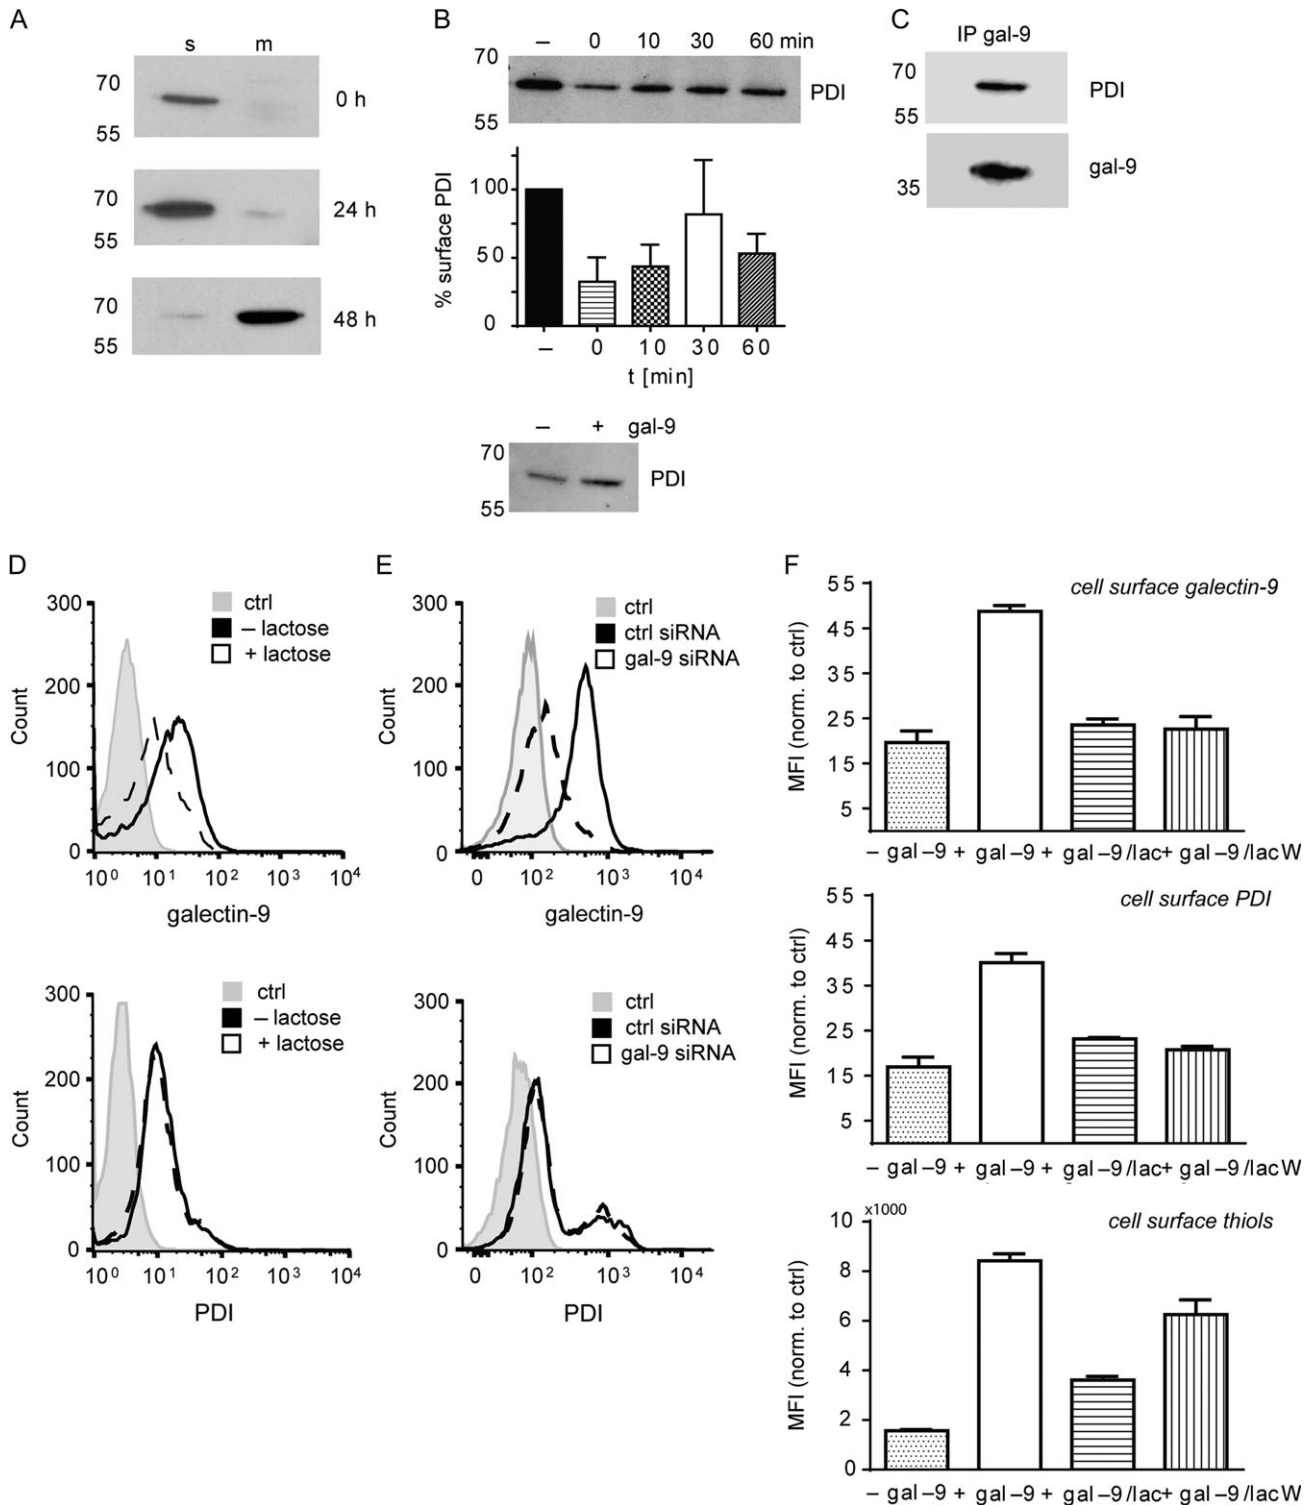 A
s m
70
55
0 h
70
55
24 h
70
55
48 h
B
– 0 10 30 60 min
70
55
PDI
% surface PDI
100
50
0
– 0 10 30 60
t [min]
– + gal-9
70
55
PDI
C
IP gal-9
70
55
PDI
35
gal-9
D
Count
300
200
100
0
ctrl
– lactose
+ lactose
10⁰ 10¹ 10² 10³ 10⁴
galectin-9
Count
300
200
100
0
ctrl
– lactose
+ lactose
10⁰ 10¹ 10² 10³ 10⁴
PDI
E
Count
300
200
100
0
ctrl
ctrl siRNA
gal-9 siRNA
0 10² 10³ 10⁴
galectin-9
Count
300
200
100
0
ctrl
ctrl siRNA
gal-9 siRNA
0 10² 10³ 10⁴
PDI
F
cell surface galectin-9
MFI (norm. to ctrl)
55
45
35
25
15
5
– gal–9 + gal–9 + gal–9/lac+ gal–9/lacW
cell surface PDI
MFI (norm. to ctrl)
55
45
35
25
15
5
– gal–9 + gal–9 + gal–9/lac+ gal–9/lacW
x1000
cell surface thiols
MFI (norm. to ctrl)
10
8
6
4
2
0
– gal–9 + gal–9 + gal–9/lac+ gal–9/lacW